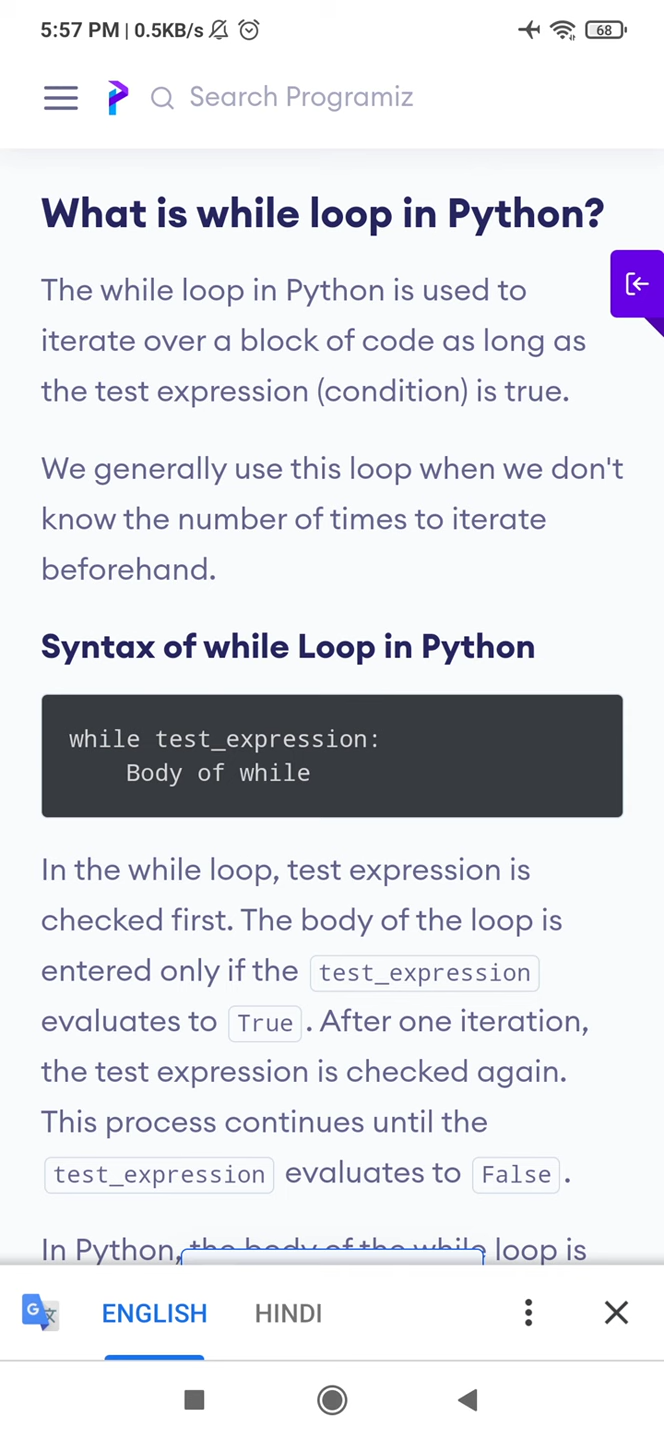 5:57 PM | 0.5KB/s
68
Search Programiz
What is while loop in Python?
The while loop in Python is used to
iterate over a block of code as long as
the test expression (condition) is true.
We generally use this loop when we don't
know the number of times to iterate
beforehand.
Syntax of while Loop in Python
while test_expression:
    Body of while
In the while loop, test expression is
checked first. The body of the loop is
entered only if the test_expression
evaluates to True . After one iteration,
the test expression is checked again.
This process continues until the
test_expression evaluates to False .
In Python, the body of the while loop is
ENGLISH HINDI